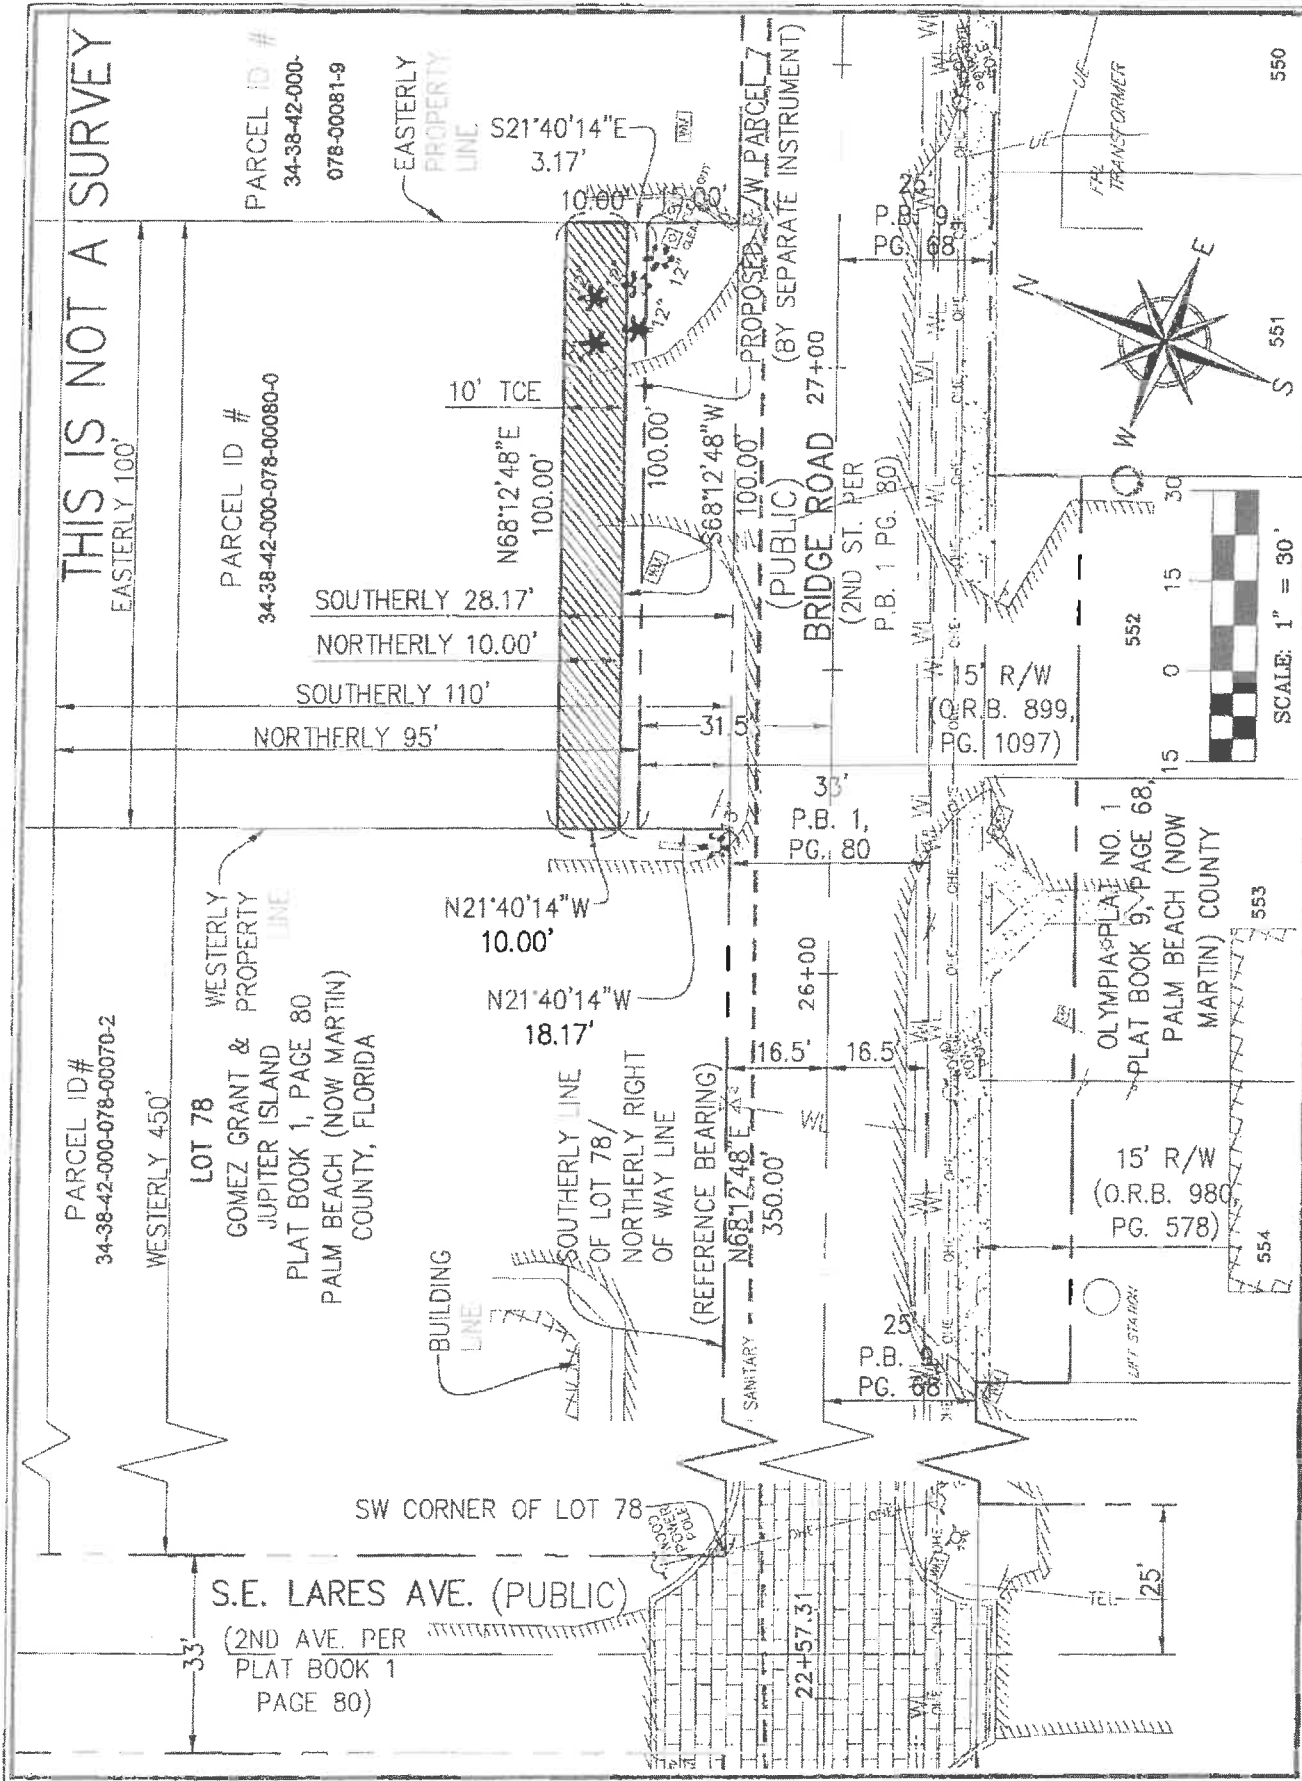 THIS IS NOT A SURVEY
EASTERLY 100'
PARCEL ID #
34-38-42-000-
078-00081-9
EASTERLY
PROPERTY
LINE
S21°40'14"E
3.17'
PARCEL ID #
34-38-42-000-078-00080-0
10' TCE
N68°12'48"E
100.00'
10.00'
12"
12"
100.00'
S68°12'48"W
100.00'
PROPOSED R/W PARCEL 7
(BY SEPARATE INSTRUMENT)
SOUTHERLY 28.17'
NORTHERLY 10.00'
SOUTHERLY 110'
NORTHERLY 95'
31.5
(PUBLIC)
BRIDGE ROAD 27+00
(2ND ST. PER
P.B. 1 PG. 80)
25'
P.B. 9,
PG. 68
UE
UE
FPL
TRANSFORMER
550
551
N
E
S
W
PARCEL ID#
34-38-42-000-078-00070-2
WESTERLY 450'
LOT 78
GOMEZ GRANT &
JUPITER ISLAND
PLAT BOOK 1, PAGE 80
PALM BEACH (NOW MARTIN)
COUNTY, FLORIDA
WESTERLY
PROPERTY
LINE
N21°40'14"W
10.00'
N21°40'14"W
18.17'
33'
P.B. 1,
PG. 80
15' R/W
(O.R.B. 899,
PG. 1097)
552
15 0 15 30
SCALE: 1" = 30'
BUILDING
LINE
SOUTHERLY LINE
OF LOT 78/
NORTHERLY RIGHT
OF WAY LINE
(REFERENCE BEARING)
N68°12'48"E
350.00'
SANITARY
26+00
16.5' 16.5'
WL
OHE
25'
P.B. 9,
PG. 68
OLYMPIA PLAT NO. 1
PLAT BOOK 9, PAGE 68,
PALM BEACH (NOW
MARTIN) COUNTY
553
15' R/W
(O.R.B. 980,
PG. 578)
554
LIFT STATION
SW CORNER OF LOT 78
CONC
POWER
POLE
S.E. LARES AVE. (PUBLIC)
(2ND AVE. PER
PLAT BOOK 1
PAGE 80)
33'
22+57.31
WL
OHE
TEL
25'